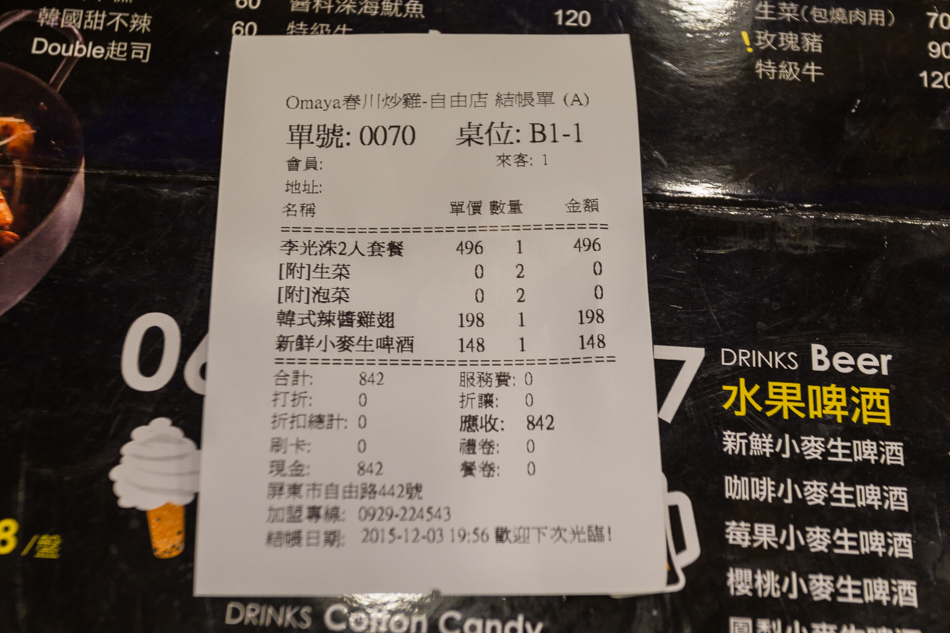 韓國甜不辣
60
Double起司
60
醬料深海魷魚
120
特級牛
生菜(包燒肉用)
!玫瑰豬
特級牛
Omaya春川炒雞-自由店 結帳單 (A)
單號: 0070 桌位: B1-1
會員: 來客: 1
地址:
名稱 單價 數量 金額
李光洙2人套餐 496 1 496
[附]生菜 0 2 0
[附]泡菜 0 2 0
韓式辣醬雞翅 198 1 198
新鮮小麥生啤酒 148 1 148
合計: 842 服務費: 0
打折: 0 折讓: 0
折扣總計: 0 應收: 842
刷卡: 0 禮卷: 0
現金: 842 餐卷: 0
屏東市自由路442號
加盟專線: 0929-224543
結帳日期: 2015-12-03 19:56 歡迎下次光臨!
7
DRINKS Beer
水果啤酒
新鮮小麥生啤酒
咖啡小麥生啤酒
莓果小麥生啤酒
櫻桃小麥生啤酒
鳳梨小麥生啤酒
8/盤
DRINKS Cotton Candy